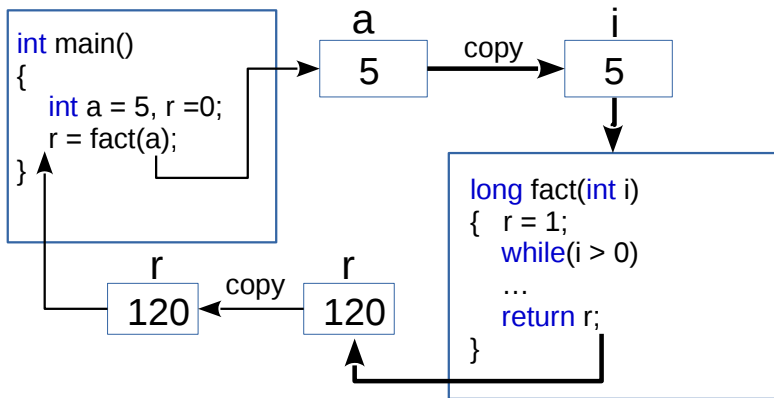 int main()
{
int a = 5, r =0;
r = fact(a);
}
a
5
copy
i
5
long fact(int i)
{ r = 1;
while(i > 0)
…
return r;
}
r
120
copy
r
120